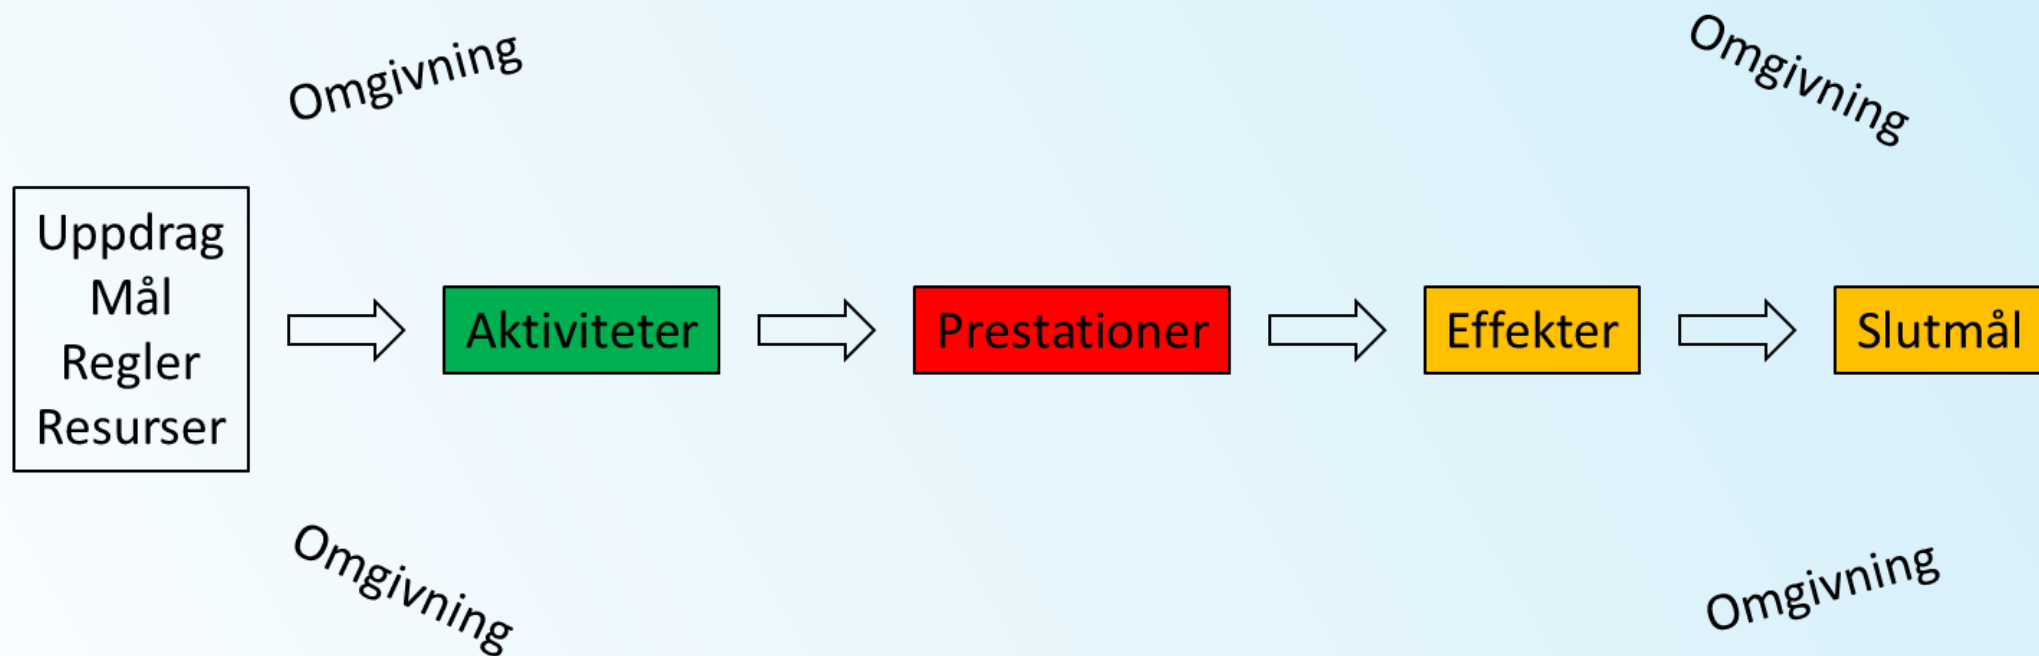 Omgivning
Omgivning
Uppdrag
Mål
Regler
Resurser
Aktiviteter
Prestationer
Effekter
Slutmål
Omgivning
Omgivning